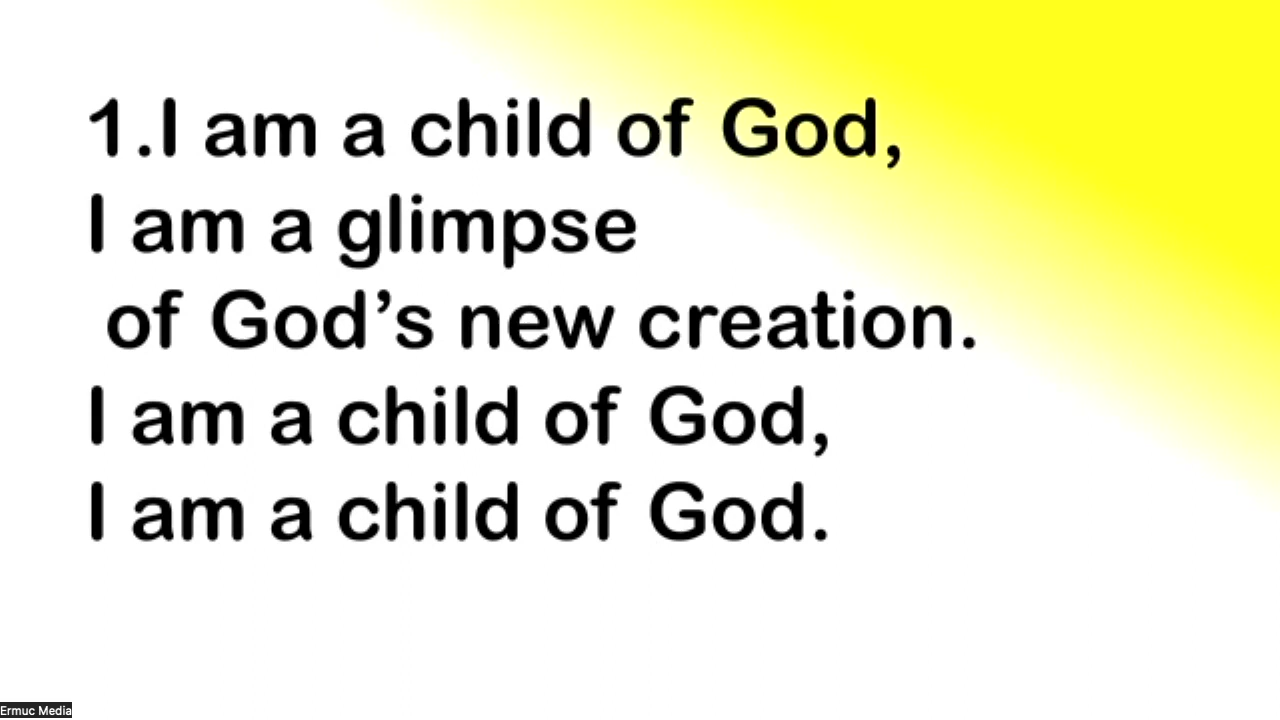 1.I am a child of God,
I am a glimpse
of God’s new creation.
I am a child of God,
I am a child of God.
Ermuc Media